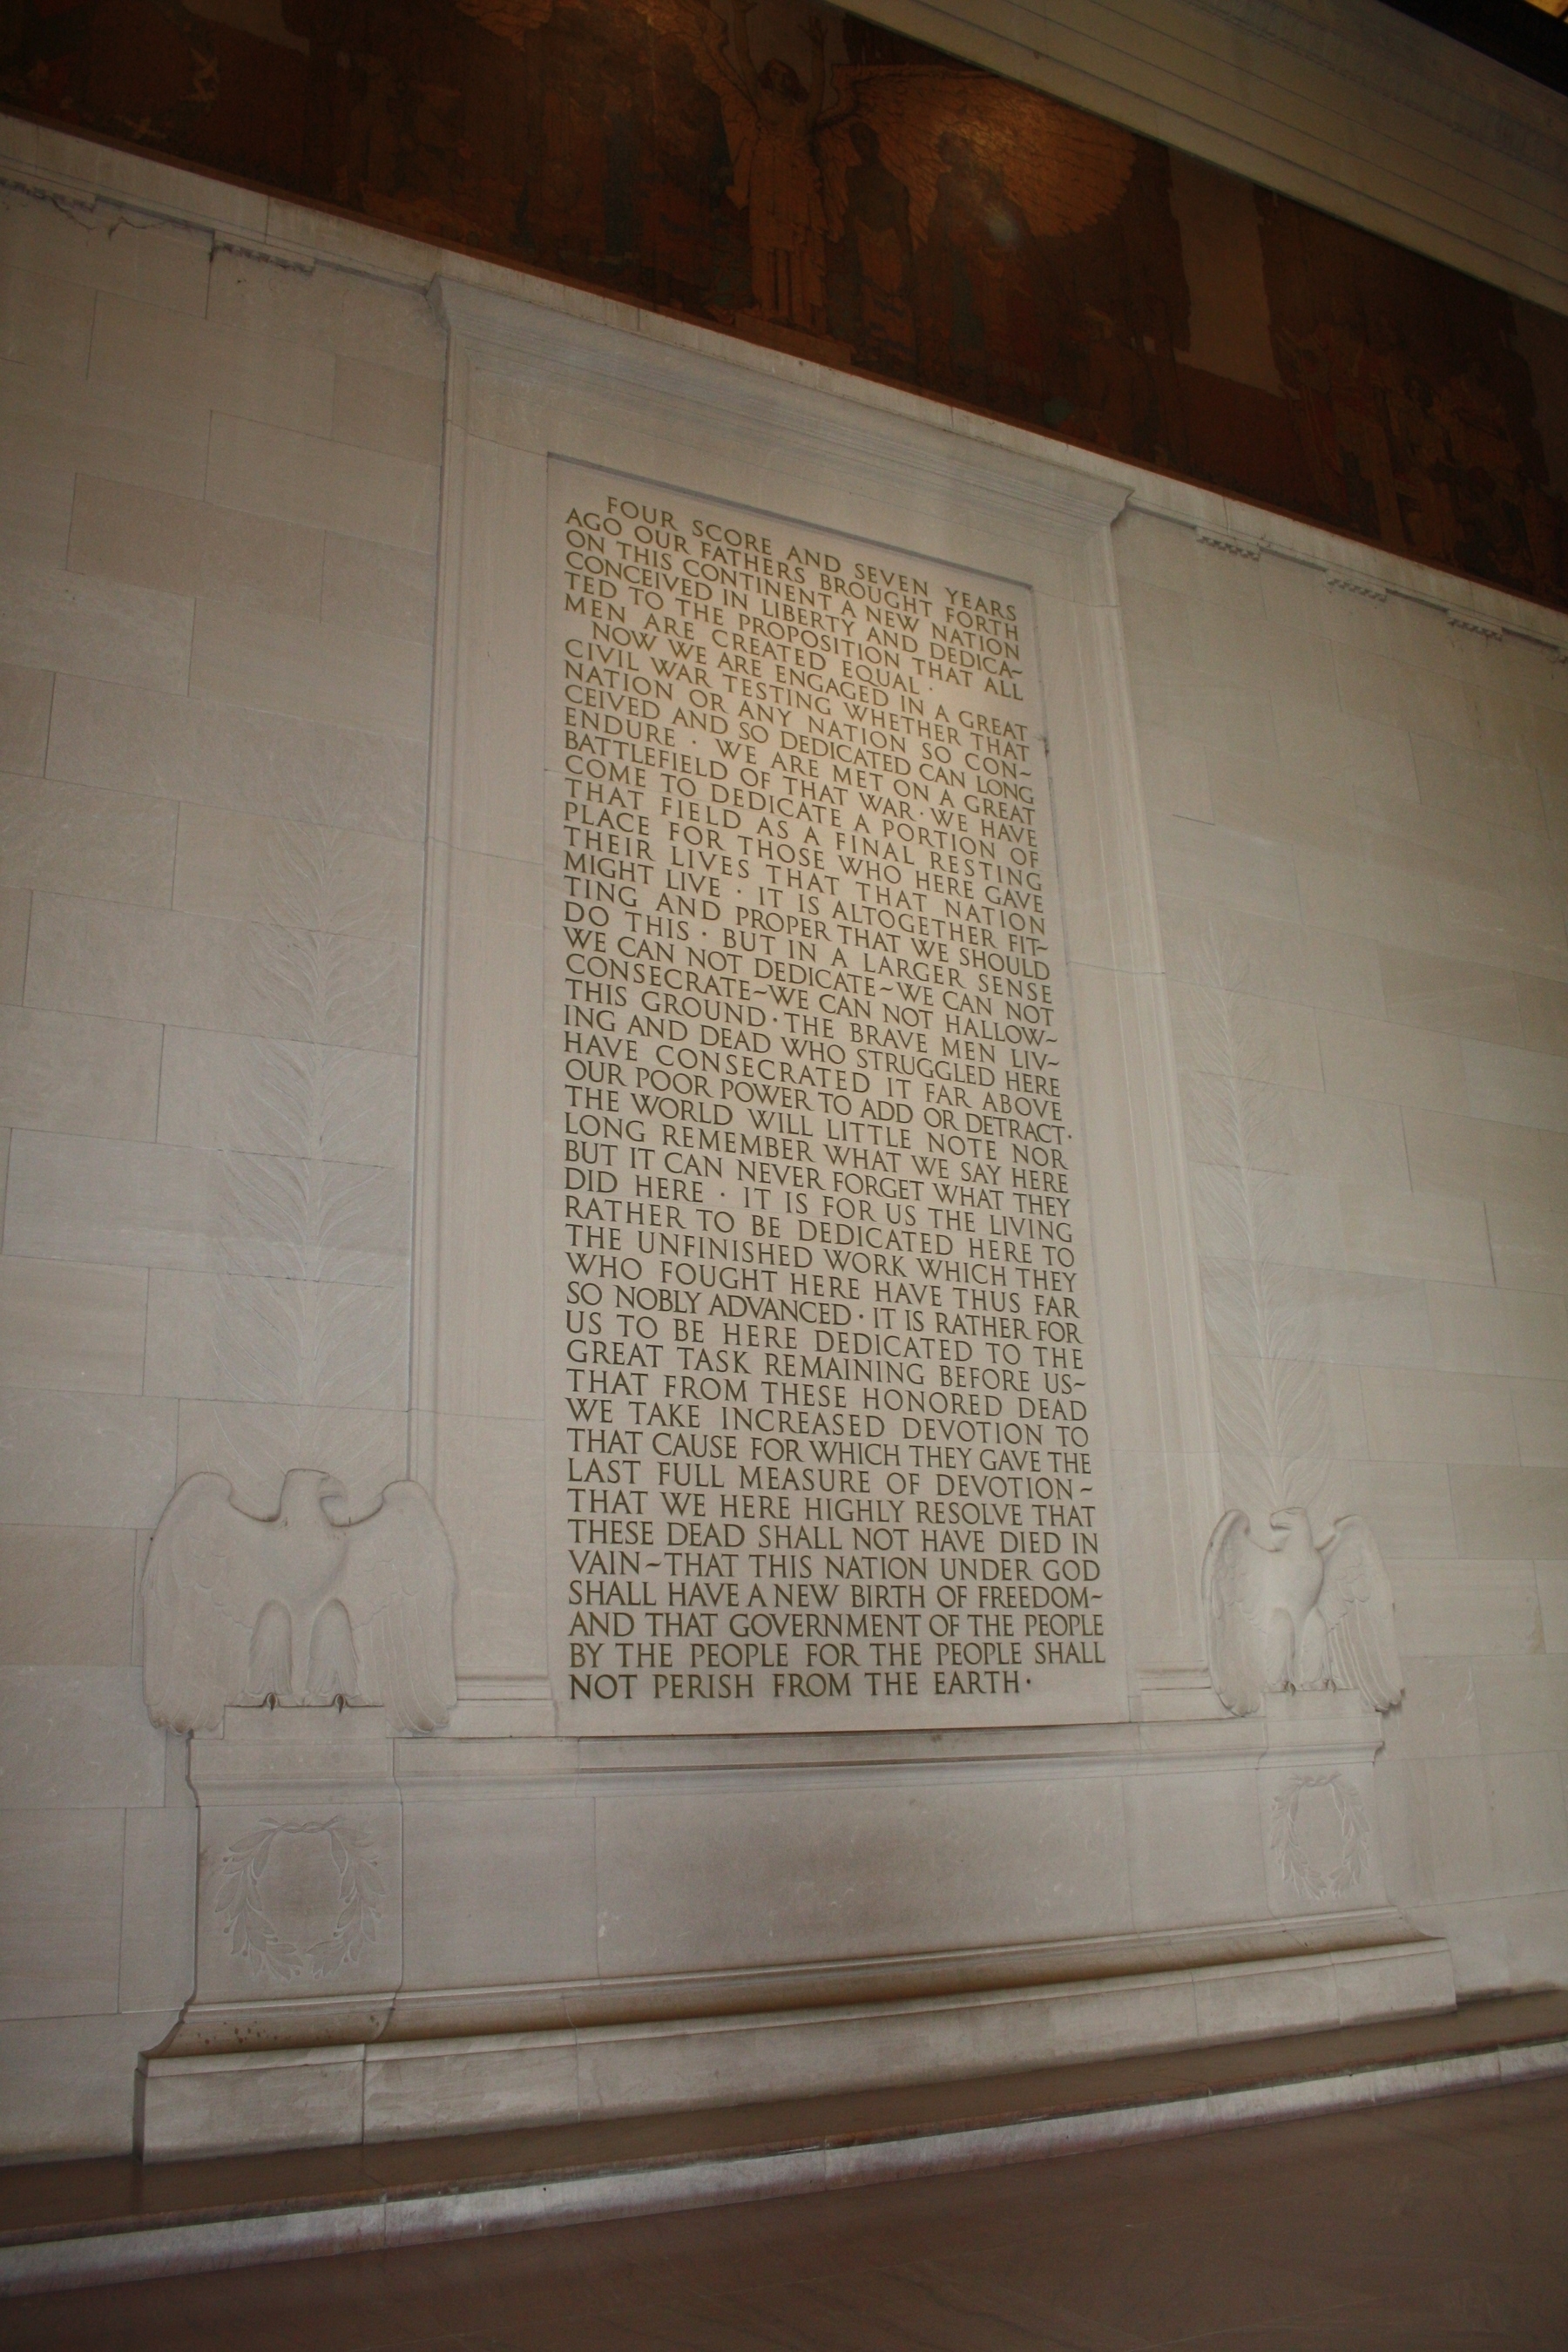 FOUR SCORE AND SEVEN YEARS
AGO OUR FATHERS BROUGHT FORTH
ON THIS CONTINENT A NEW NATION
CONCEIVED IN LIBERTY AND DEDICA~
TED TO THE PROPOSITION THAT ALL
MEN ARE CREATED EQUAL ·
NOW WE ARE ENGAGED IN A GREAT
CIVIL WAR TESTING WHETHER THAT
NATION OR ANY NATION SO CON~
CEIVED AND SO DEDICATED CAN LONG
ENDURE · WE ARE MET ON A GREAT
BATTLEFIELD OF THAT WAR · WE HAVE
COME TO DEDICATE A PORTION OF
THAT FIELD AS A FINAL RESTING
PLACE FOR THOSE WHO HERE GAVE
THEIR LIVES THAT THAT NATION
MIGHT LIVE · IT IS ALTOGETHER FIT~
TING AND PROPER THAT WE SHOULD
DO THIS · BUT IN A LARGER SENSE
WE CAN NOT DEDICATE~WE CAN NOT
CONSECRATE~WE CAN NOT HALLOW~
THIS GROUND · THE BRAVE MEN LIV~
ING AND DEAD WHO STRUGGLED HERE
HAVE CONSECRATED IT FAR ABOVE
OUR POOR POWER TO ADD OR DETRACT·
THE WORLD WILL LITTLE NOTE NOR
LONG REMEMBER WHAT WE SAY HERE
BUT IT CAN NEVER FORGET WHAT THEY
DID HERE · IT IS FOR US THE LIVING
RATHER TO BE DEDICATED HERE TO
THE UNFINISHED WORK WHICH THEY
WHO FOUGHT HERE HAVE THUS FAR
SO NOBLY ADVANCED · IT IS RATHER FOR
US TO BE HERE DEDICATED TO THE
GREAT TASK REMAINING BEFORE US~
THAT FROM THESE HONORED DEAD
WE TAKE INCREASED DEVOTION TO
THAT CAUSE FOR WHICH THEY GAVE THE
LAST FULL MEASURE OF DEVOTION~
THAT WE HERE HIGHLY RESOLVE THAT
THESE DEAD SHALL NOT HAVE DIED IN
VAIN~THAT THIS NATION UNDER GOD
SHALL HAVE A NEW BIRTH OF FREEDOM~
AND THAT GOVERNMENT OF THE PEOPLE
BY THE PEOPLE FOR THE PEOPLE SHALL
NOT PERISH FROM THE EARTH·